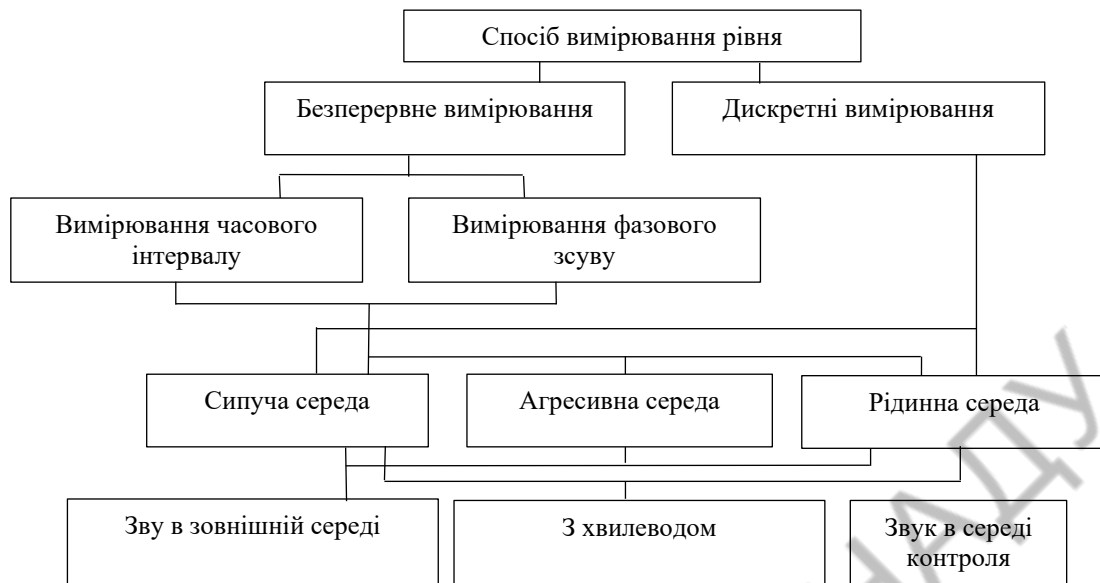 Спосіб вимірювання рівня
Безперервне вимірювання
Дискретні вимірювання
Вимірювання часового
інтервалу
Вимірювання фазового
зсуву
Сипуча середа
Агресивна середа
Рідинна середа
Зву в зовнішній середі
З хвилеводом
Звук в середі
контроля
НАДУ